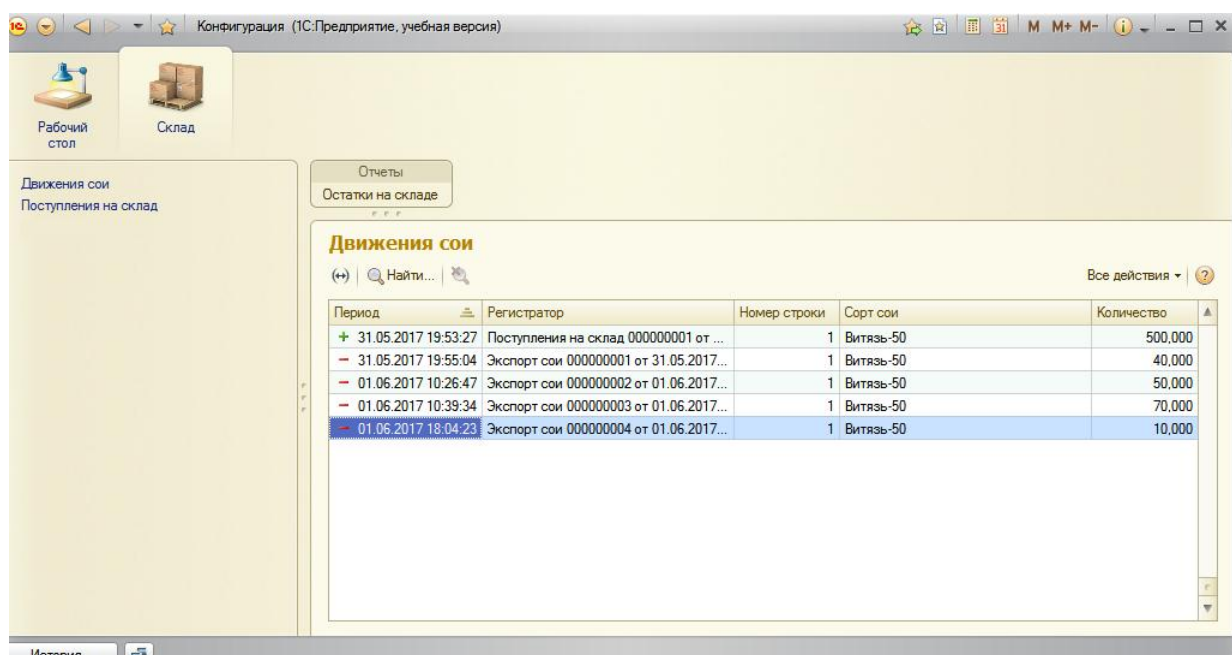 Конфигурация (1С:Предприятие, учебная версия)
M M+ M-
Рабочий
стол
Склад
Движения сои
Поступления на склад
Отчеты
Остатки на складе
Движения сои
Найти...
Все действия
Период Регистратор Номер строки Сорт сои Количество
+ 31.05.2017 19:53:27 Поступления на склад 000000001 от ... 1 Витязь-50 500,000
- 31.05.2017 19:55:04 Экспорт сои 000000001 от 31.05.2017... 1 Витязь-50 40,000
- 01.06.2017 10:26:47 Экспорт сои 000000002 от 01.06.2017... 1 Витязь-50 50,000
- 01.06.2017 10:39:34 Экспорт сои 000000003 от 01.06.2017... 1 Витязь-50 70,000
- 01.06.2017 18:04:23 Экспорт сои 000000004 от 01.06.2017... 1 Витязь-50 10,000
История...